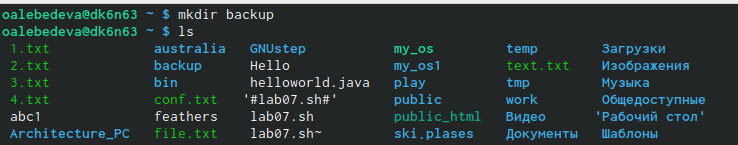 oalebedeva@dk6n63 ~ $ mkdir backup
oalebedeva@dk6n63 ~ $ ls
1.txt australia GNUstep my_os temp Загрузки
2.txt backup Hello my_os1 text.txt Изображения
3.txt bin helloworld.java play tmp Музыка
4.txt conf.txt '#lab07.sh#' public work Общедоступные
abc1 feathers lab07.sh public_html Видео 'Рабочий стол'
Architecture_PC file.txt lab07.sh~ ski.plases Документы Шаблоны